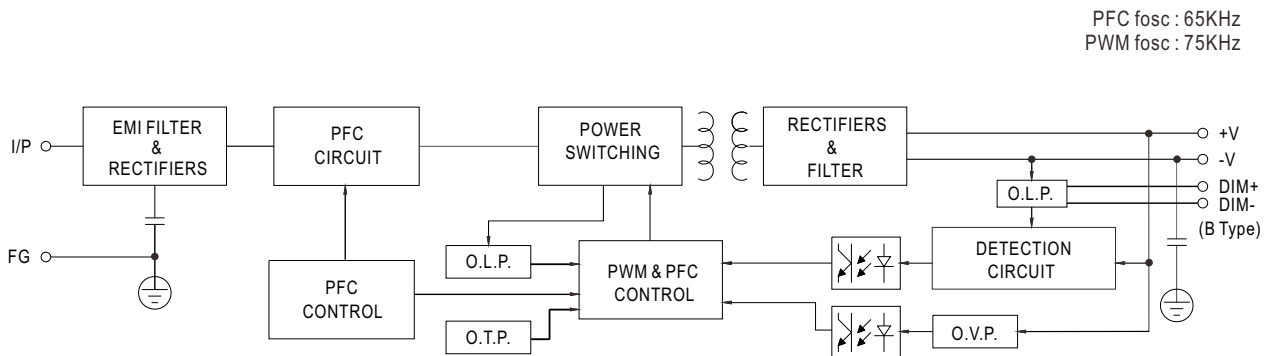 PFC fosc : 65KHz
PWM fosc : 75KHz
I/P
EMI FILTER
&
RECTIFIERS
PFC
CIRCUIT
POWER
SWITCHING
RECTIFIERS
&
FILTER
+V
-V
O.L.P.
DIM+
DIM-
(B Type)
FG
O.L.P.
PFC
CONTROL
PWM & PFC
CONTROL
DETECTION
CIRCUIT
O.T.P.
O.V.P.